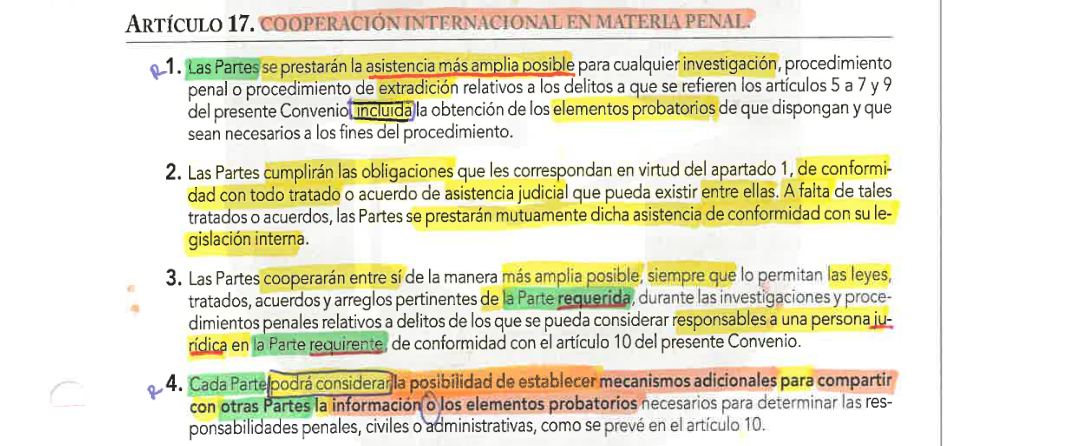 ARTÍCULO 17. COOPERACIÓN INTERNACIONAL EN MATERIA PENAL.
1. Las Partes se prestarán la asistencia más amplia posible para cualquier investigación, procedimiento
penal o procedimiento de extradición relativos a los delitos a que se refieren los artículos 5 a 7 y 9
del presente Convenio incluida la obtención de los elementos probatorios de que dispongan y que
sean necesarios a los fines del procedimiento.
2. Las Partes cumplirán las obligaciones que les correspondan en virtud del apartado 1, de conformi-
dad con todo tratado o acuerdo de asistencia judicial que pueda existir entre ellas. A falta de tales
tratados o acuerdos, las Partes se prestarán mutuamente dicha asistencia de conformidad con su le-
gislación interna.
3. Las Partes cooperarán entre sí de la manera más amplia posible, siempre que lo permitan las leyes,
tratados, acuerdos y arreglos pertinentes de la Parte requerida, durante las investigaciones y proce-
dimientos penales relativos a delitos de los que se pueda considerar responsables a una persona ju-
rídica en la Parte requirente, de conformidad con el artículo 10 del presente Convenio.
4. Cada Parte podrá considerar la posibilidad de establecer mecanismos adicionales para compartir
con otras Partes la información o los elementos probatorios necesarios para determinar las res-
ponsabilidades penales, civiles o administrativas, como se prevé en el artículo 10.